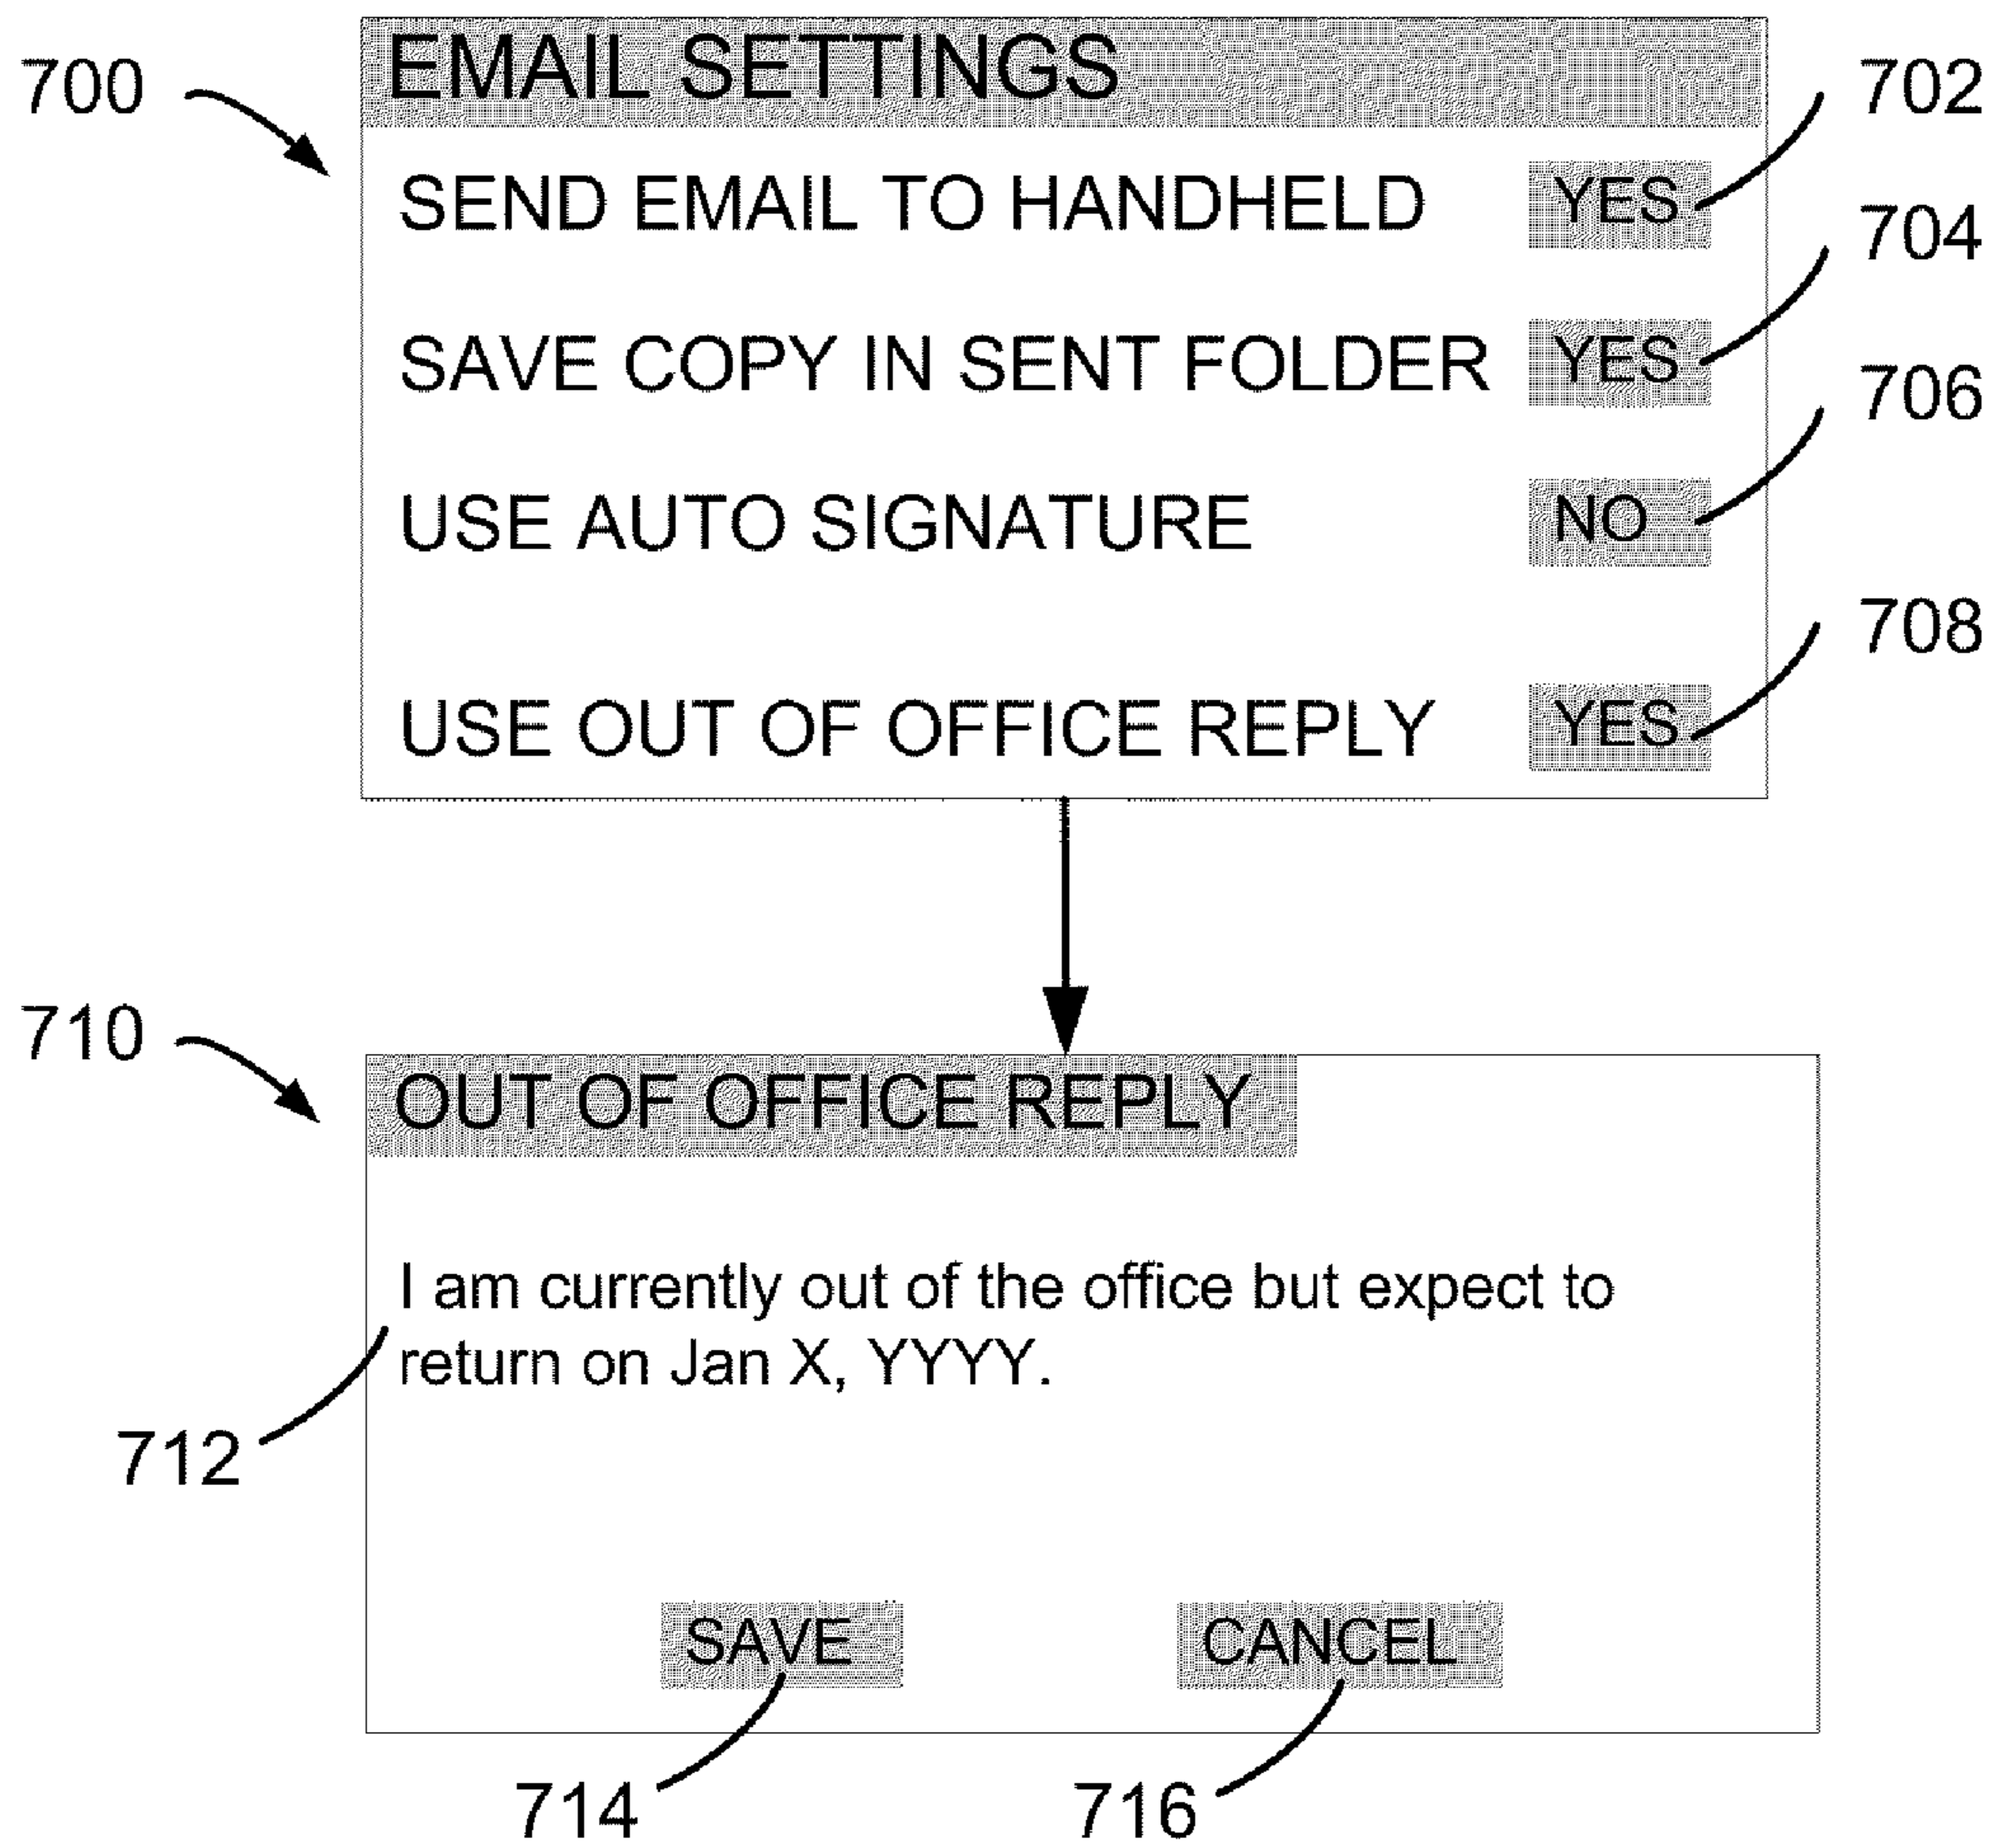 EMAIL SETTINGS
700
702
SEND EMAIL TO HANDHELD YES
704
SAVE COPY IN SENT FOLDER YES
706
USE AUTO SIGNATURE NO
708
USE OUT OF OFFICE REPLY YES
710
OUT OF OFFICE REPLY
I am currently out of the office but expect to
return on Jan X, YYYY.
712
SAVE CANCEL
714 716